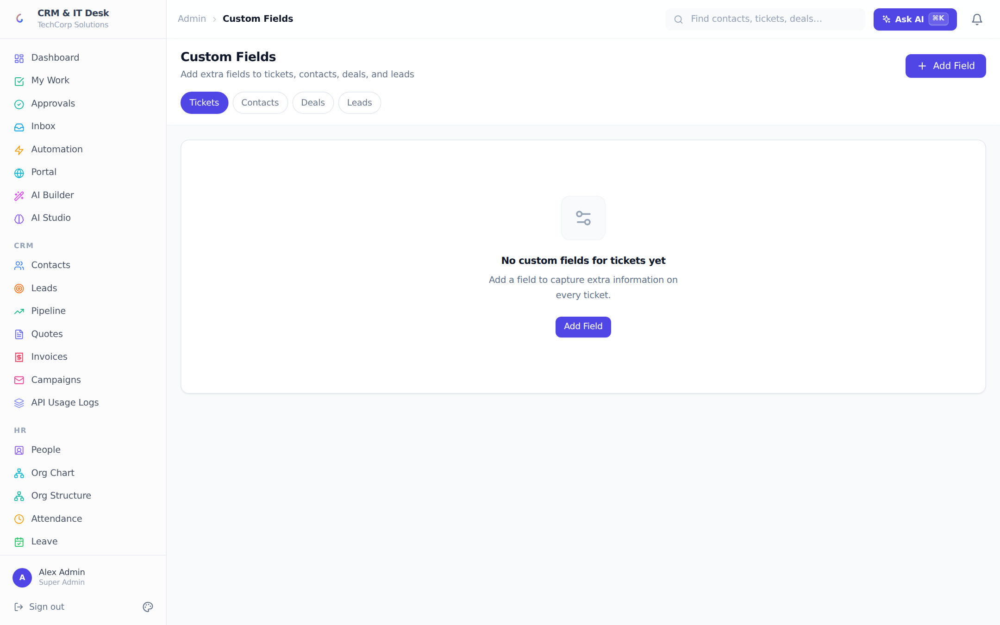 CRM & IT Desk
TechCorp Solutions
Dashboard
My Work
Approvals
Inbox
Automation
Portal
AI Builder
AI Studio
CRM
Contacts
Leads
Pipeline
Quotes
Invoices
Campaigns
API Usage Logs
HR
People
Org Chart
Org Structure
Attendance
Leave
A
Alex Admin
Super Admin
Sign out
Admin > Custom Fields
Find contacts, tickets, deals...
Ask AI ⌘K
Custom Fields
Add extra fields to tickets, contacts, deals, and leads
Add Field
Tickets Contacts Deals Leads
No custom fields for tickets yet
Add a field to capture extra information on
every ticket.
Add Field